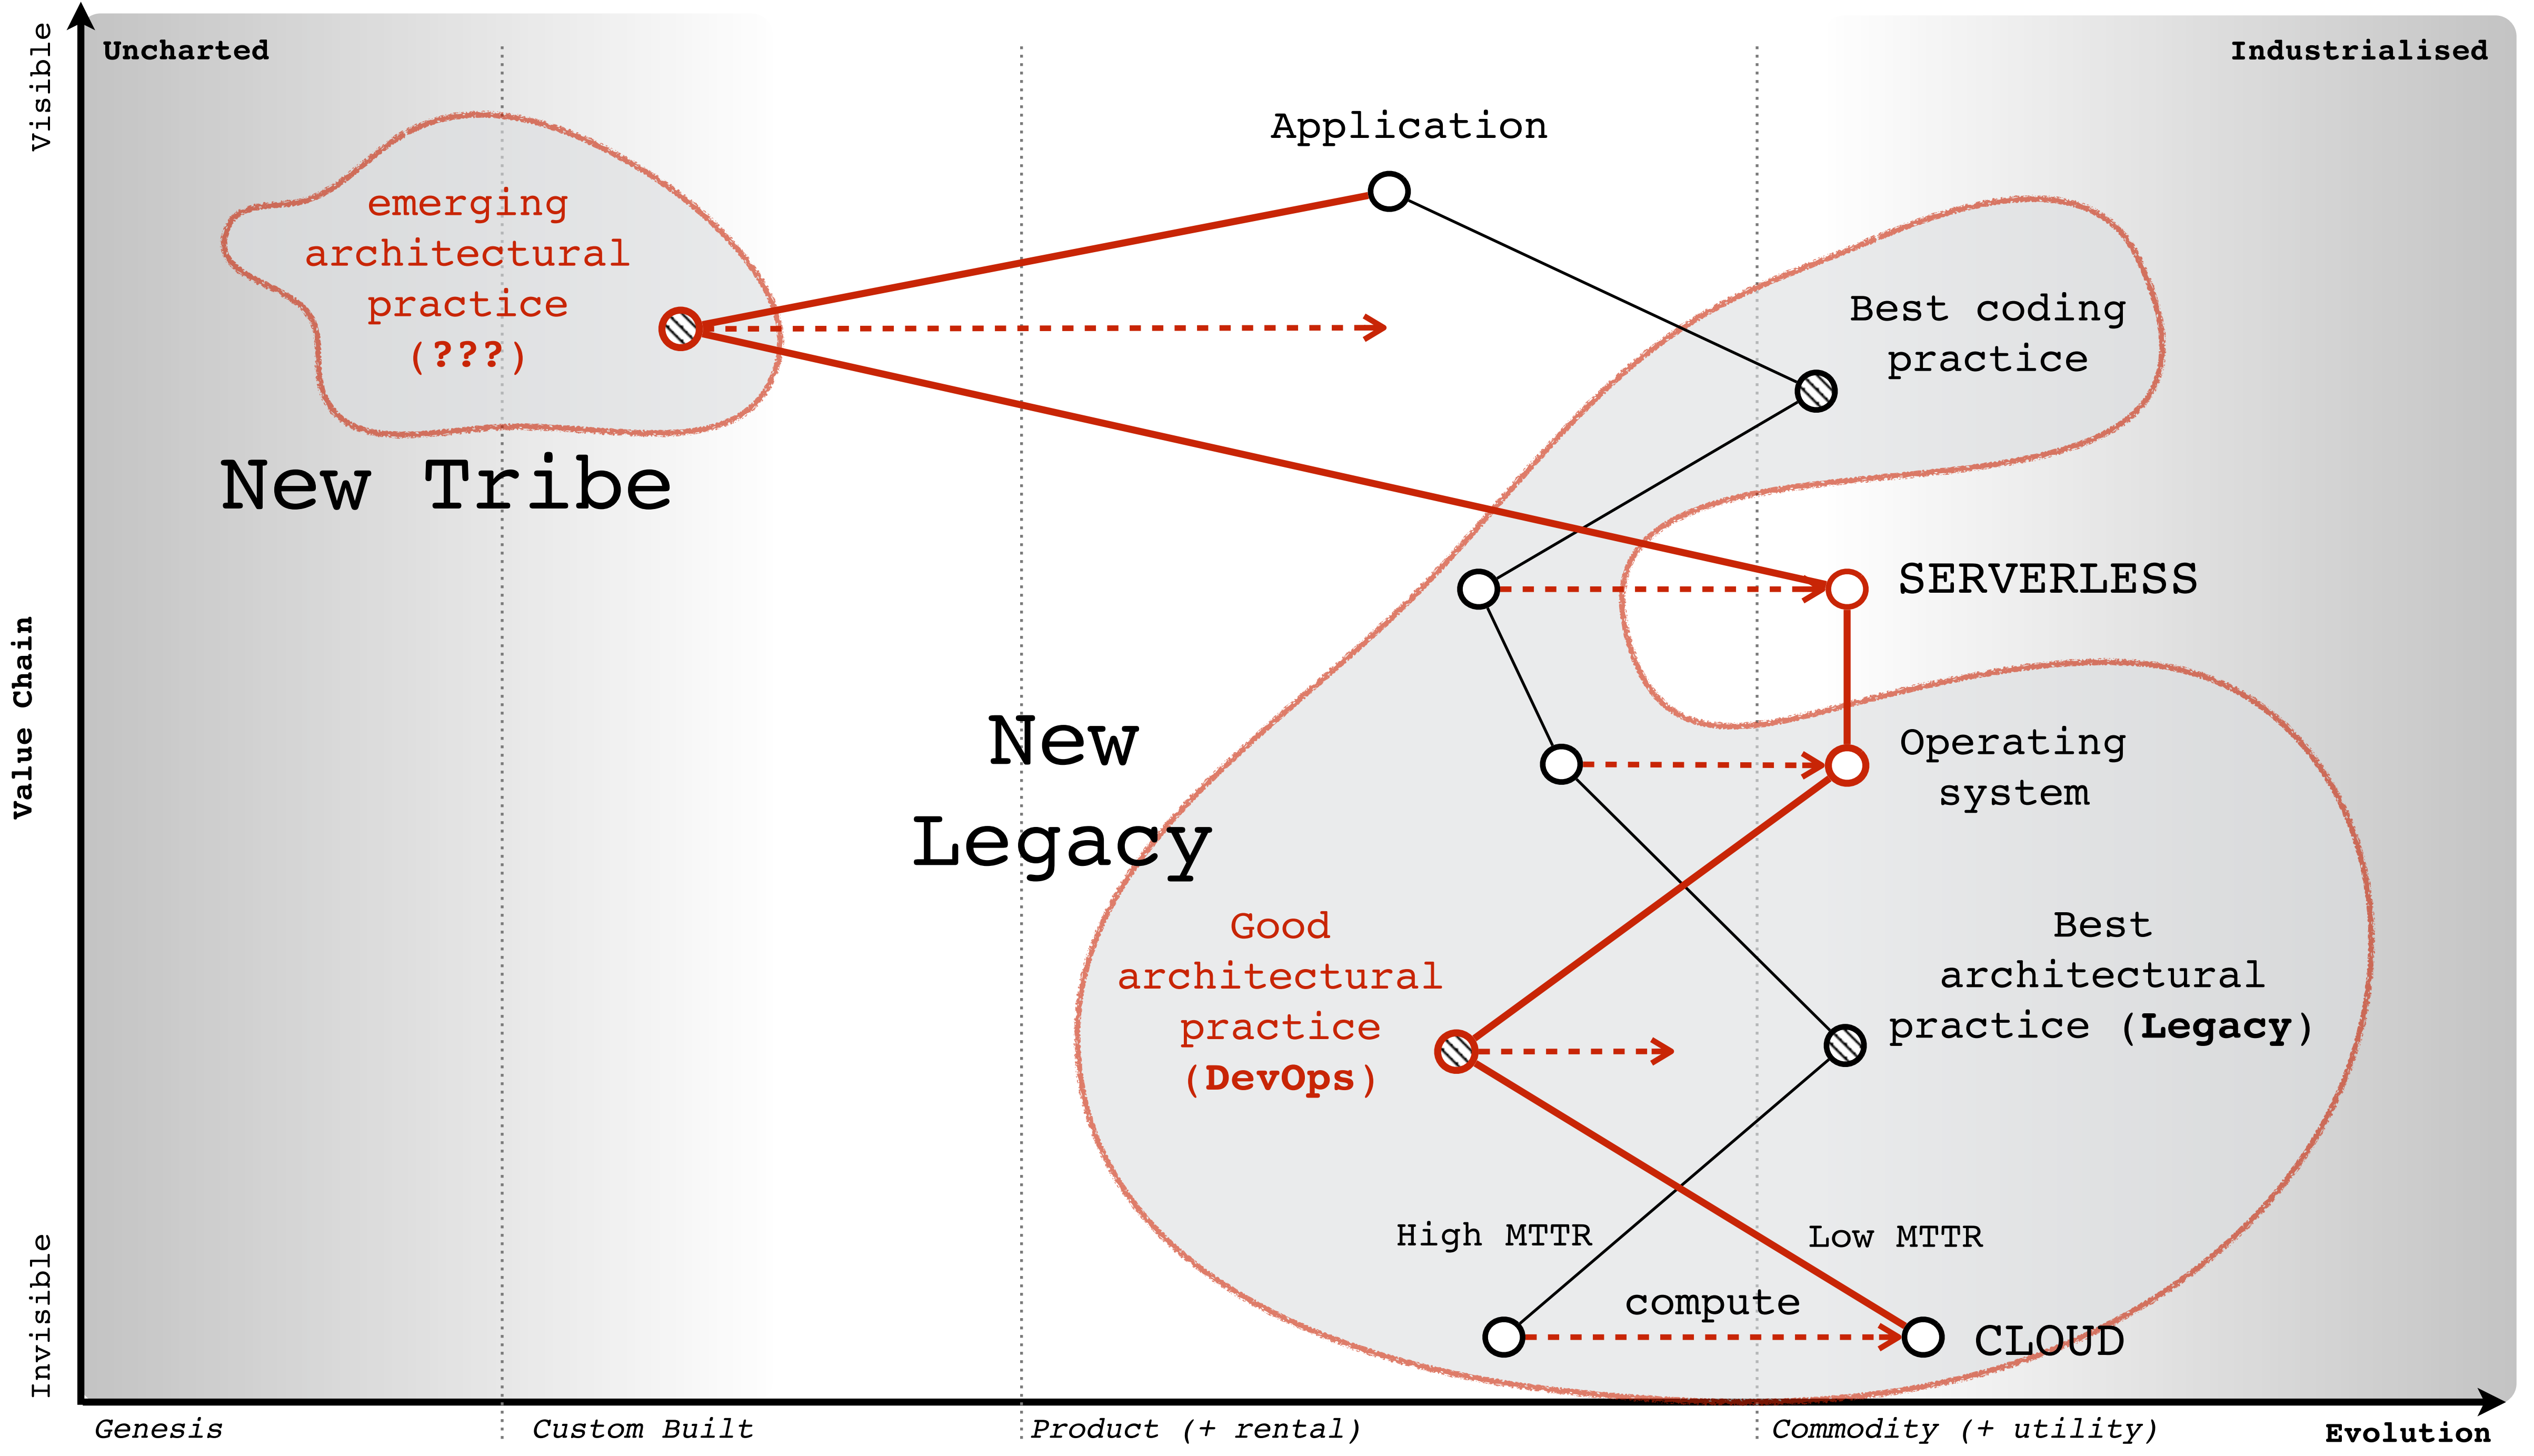 Uncharted
Industrialised
Visible
Value Chain
Invisible
Application
emerging
architectural
practice
(???)
New Tribe
Best coding
practice
SERVERLESS
New
Legacy
Operating
system
Good
architectural
practice
(DevOps)
Best
architectural
practice (Legacy)
High MTTR
Low MTTR
compute
CLOUD
Genesis
Custom Built
Product (+ rental)
Commodity (+ utility)
Evolution